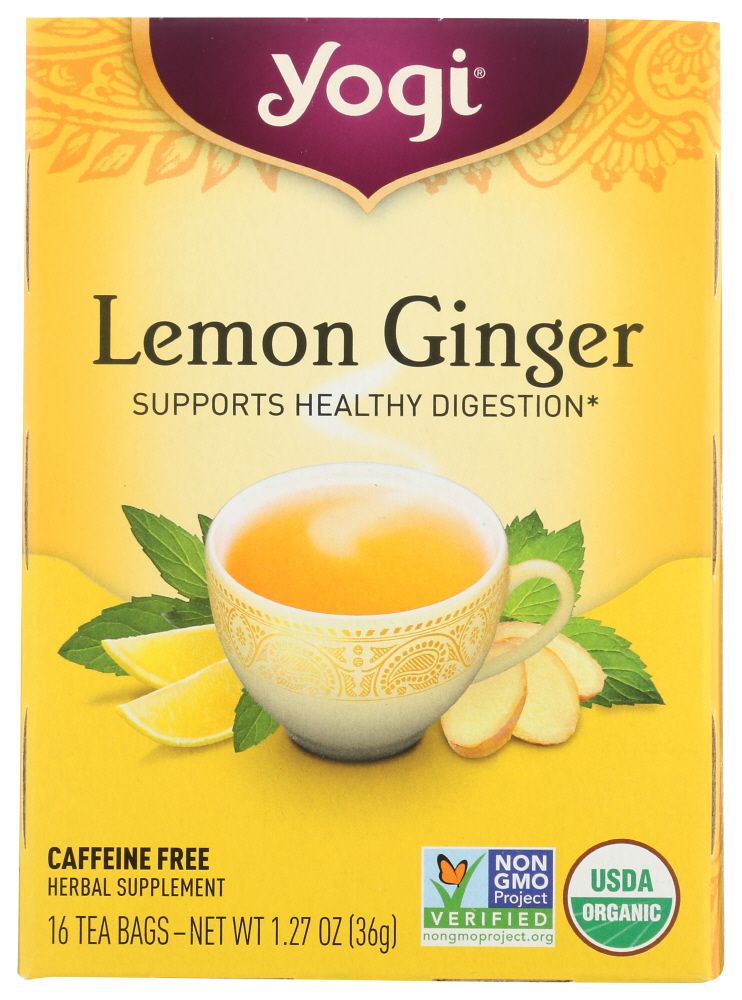 yogi®
Lemon Ginger
SUPPORTS HEALTHY DIGESTION*
CAFFEINE FREE
HERBAL SUPPLEMENT
16 TEA BAGS – NET WT 1.27 OZ (36g)
NON
GMO
Project
VERIFIED
nongmoproject.org
USDA
ORGANIC